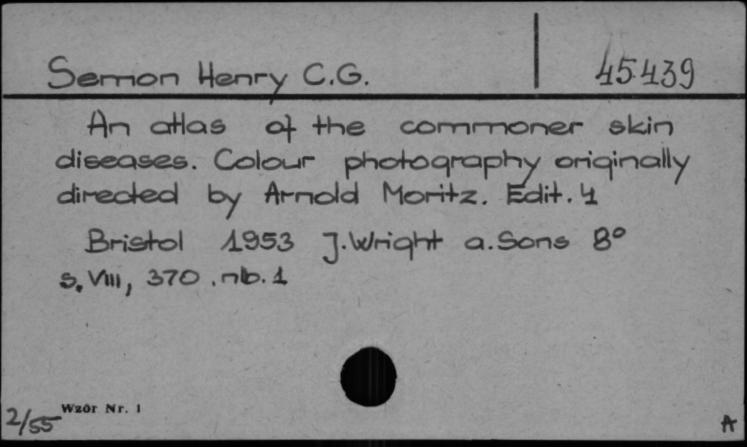 Semon Henry C.G. 45439
An atlas of the commoner skin
diseases. Colour photography originally
directed by Arnold Moritz. Edit. 4
Bristol 1953 J. Wright a. Sons 8°
s. VIII, 370, nlb. 1
2/55 Wzór Nr. 1 A